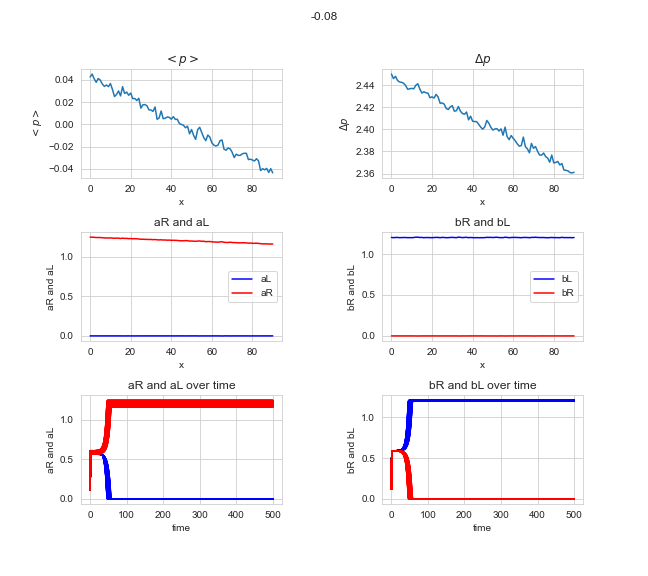 -0.08
< p >
Δp
0.04
0.02
0.00
−0.02
−0.04
< p >
0 20 40 60 80
x
2.44
2.42
2.40
2.38
2.36
Δp
0 20 40 60 80
x
aR and aL
bR and bL
1.0
0.5
0.0
aR and aL
aL
aR
0 20 40 60 80
x
1.0
0.5
0.0
bR and bL
bL
bR
0 20 40 60 80
x
aR and aL over time
bR and bL over time
1.0
0.5
0.0
aR and aL
0 100 200 300 400 500
time
1.0
0.5
0.0
bR and bL
0 100 200 300 400 500
time